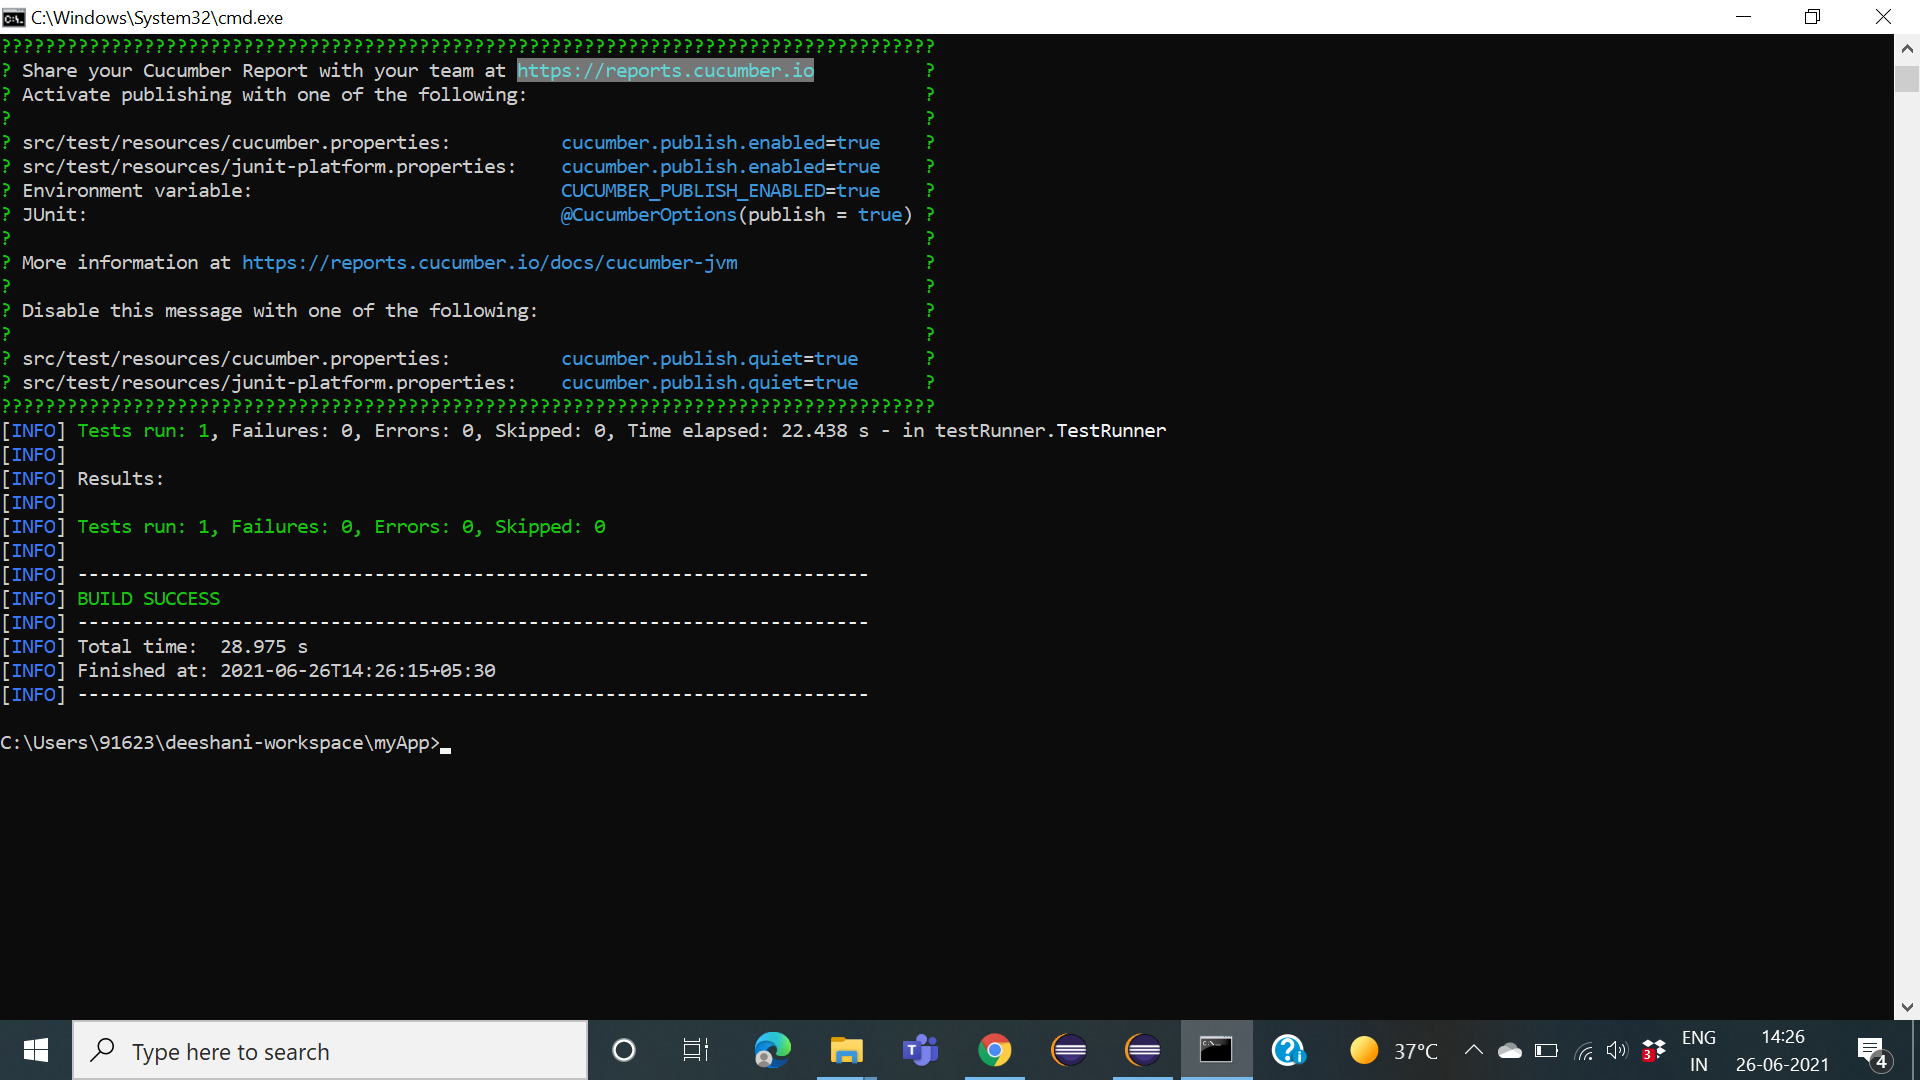 C:\Windows\System32\cmd.exe
?????????????????????????????????????????????????????????????????????????????????????
? Share your Cucumber Report with your team at https://reports.cucumber.io ?
? Activate publishing with one of the following: ?
? ?
? src/test/resources/cucumber.properties: cucumber.publish.enabled=true ?
? src/test/resources/junit-platform.properties: cucumber.publish.enabled=true ?
? Environment variable: CUCUMBER_PUBLISH_ENABLED=true ?
? JUnit: @CucumberOptions(publish = true) ?
? ?
? More information at https://reports.cucumber.io/docs/cucumber-jvm ?
? ?
? Disable this message with one of the following: ?
? ?
? src/test/resources/cucumber.properties: cucumber.publish.quiet=true ?
? src/test/resources/junit-platform.properties: cucumber.publish.quiet=true ?
?????????????????????????????????????????????????????????????????????????????????????
[INFO] Tests run: 1, Failures: 0, Errors: 0, Skipped: 0, Time elapsed: 22.438 s - in testRunner.TestRunner
[INFO]
[INFO] Results:
[INFO]
[INFO] Tests run: 1, Failures: 0, Errors: 0, Skipped: 0
[INFO]
[INFO] ------------------------------------------------------------------------
[INFO] BUILD SUCCESS
[INFO] ------------------------------------------------------------------------
[INFO] Total time:  28.975 s
[INFO] Finished at: 2021-06-26T14:26:15+05:30
[INFO] ------------------------------------------------------------------------
C:\Users\91623\deeshani-workspace\myApp>
Type here to search
37°C
3
ENG
IN
14:26
26-06-2021
4